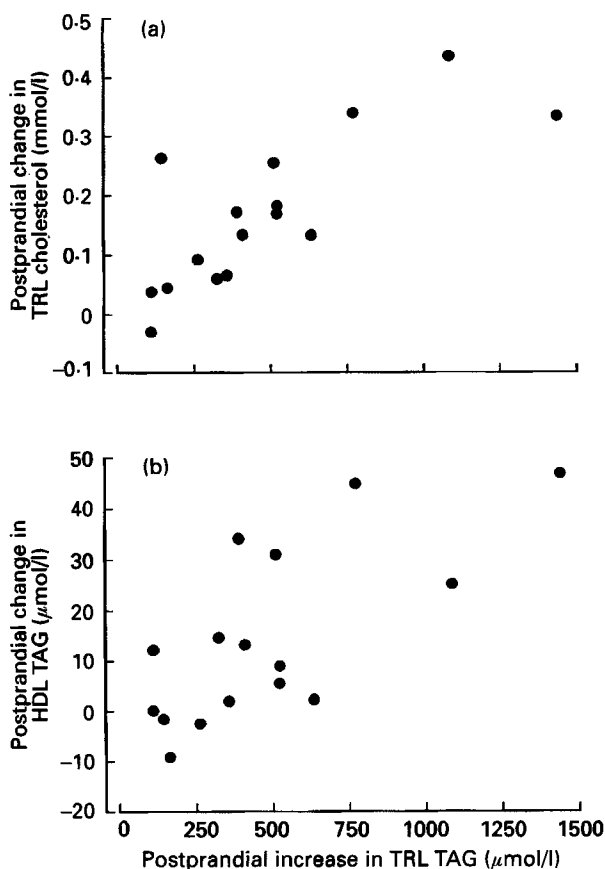 (a)
Postprandial change in
TRL cholesterol (mmol/l)
0·5
0·4
0·3
0·2
0·1
0
−0·1
(b)
Postprandial change in
HDL TAG (μmol/l)
50
40
30
20
10
0
−10
−20
0 250 500 750 1000 1250 1500
Postprandial increase in TRL TAG (μmol/l)